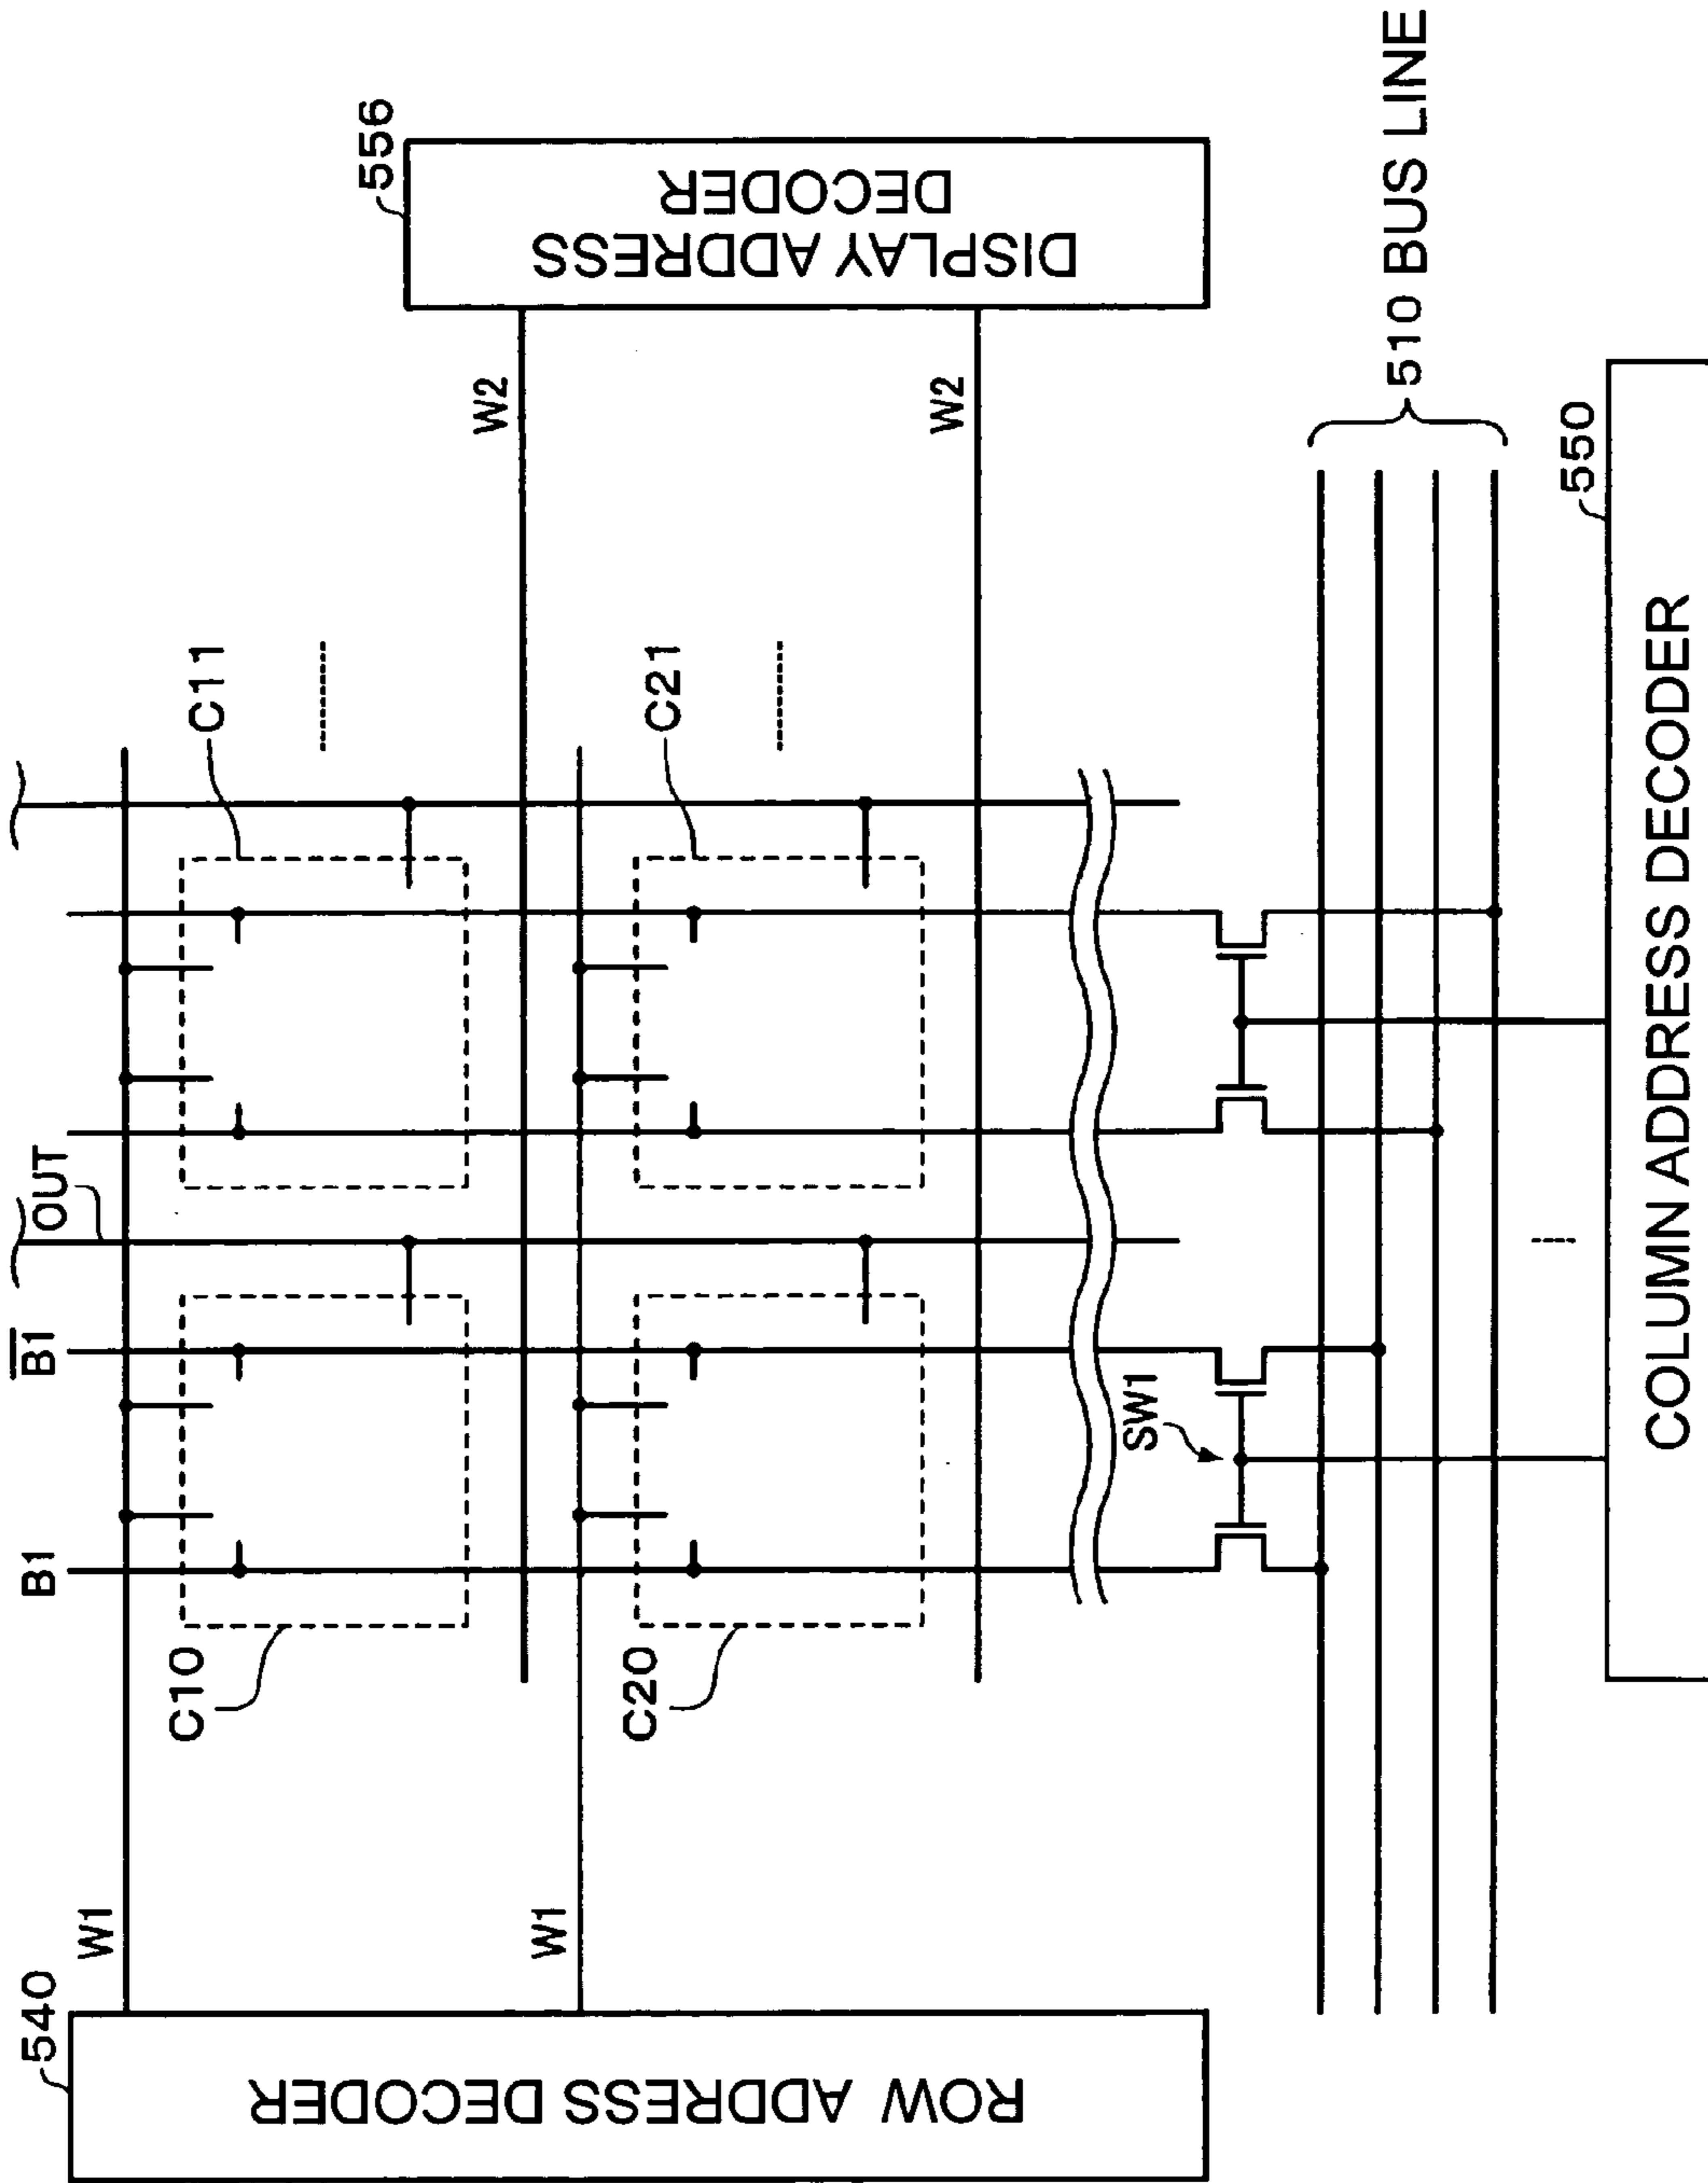 540
ROW ADDRESS DECODER
W1
W1
B1
B1
OUT
C10
C11
C20
C21
556
DISPLAY ADDRESS
DECODER
W2
W2
SW1
510 BUS LINE
550
COLUMN ADDRESS DECODER